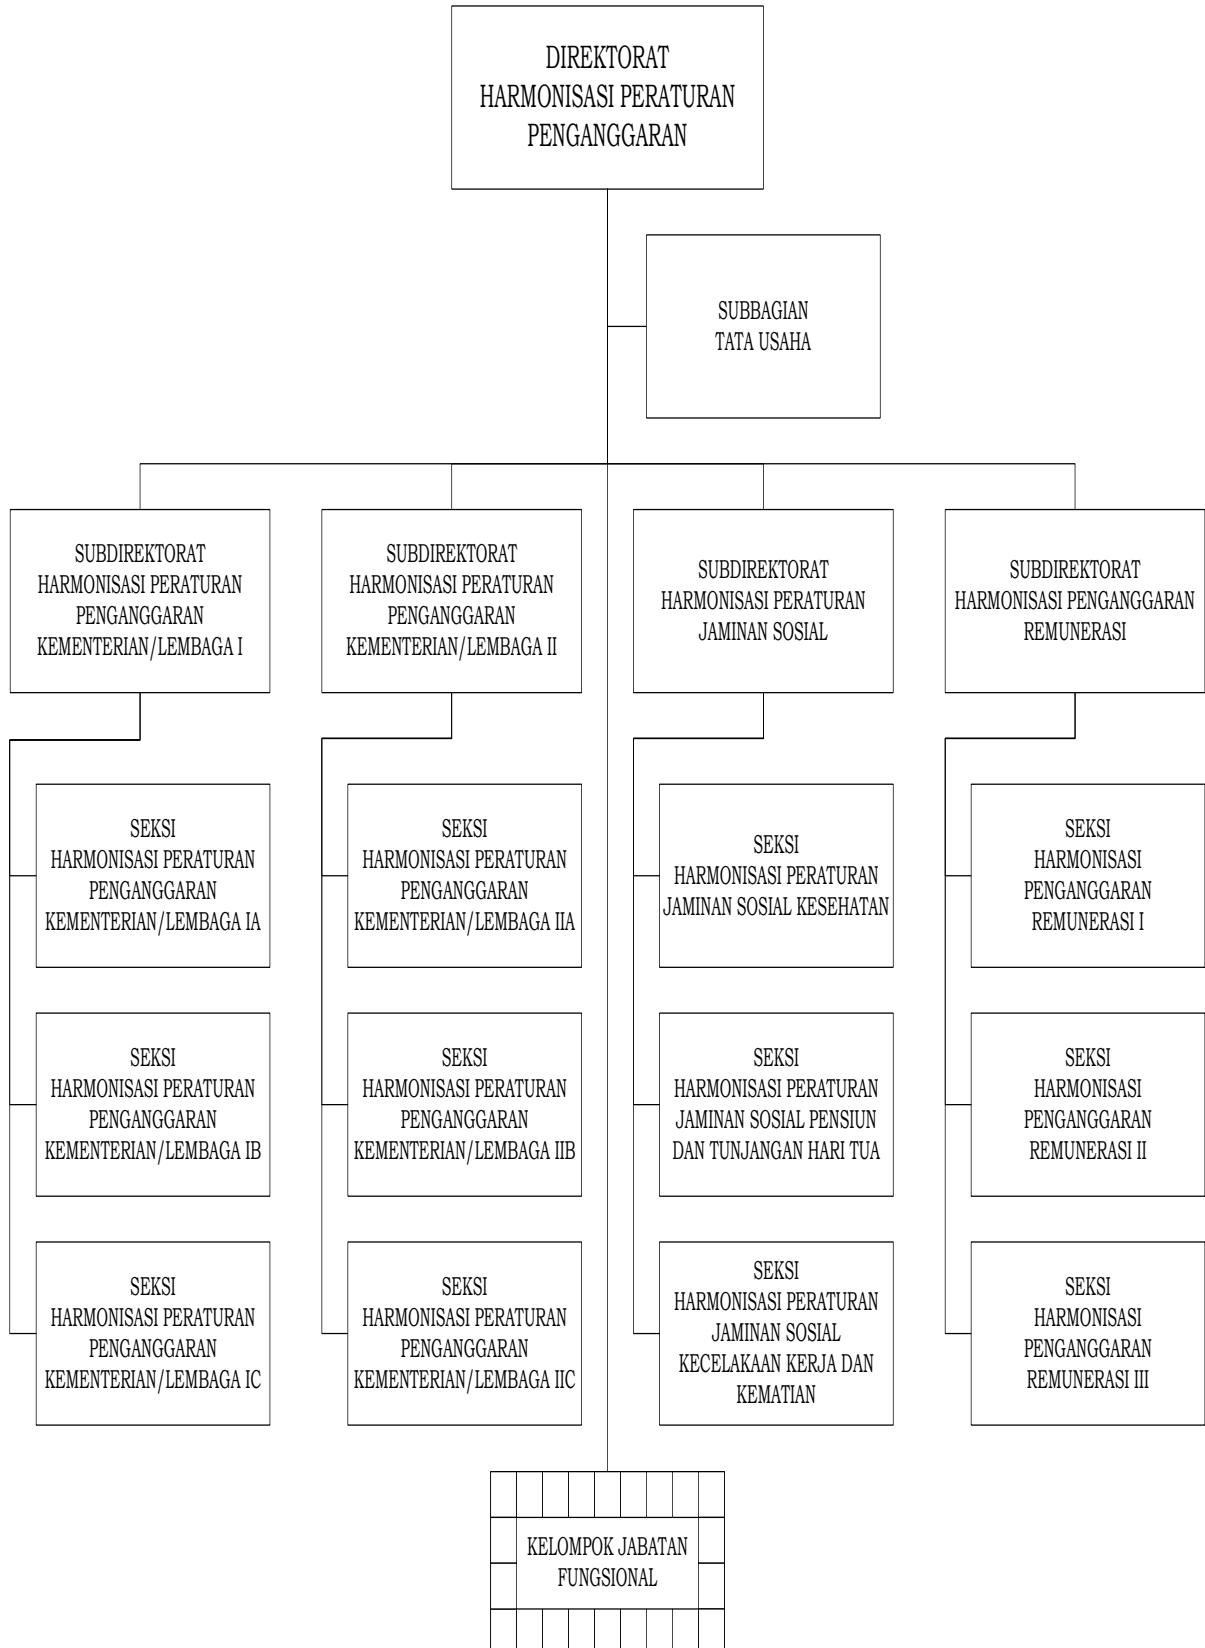 DIREKTORAT
HARMONISASI PERATURAN
PENGANGGARAN
SUBBAGIAN
TATA USAHA
SUBDIREKTORAT
HARMONISASI PERATURAN
PENGANGGARAN
KEMENTERIAN/LEMBAGA I
SUBDIREKTORAT
HARMONISASI PERATURAN
PENGANGGARAN
KEMENTERIAN/LEMBAGA II
SUBDIREKTORAT
HARMONISASI PERATURAN
JAMINAN SOSIAL
SUBDIREKTORAT
HARMONISASI PENGANGGARAN
REMUNERASI
SEKSI
HARMONISASI PERATURAN
PENGANGGARAN
KEMENTERIAN/LEMBAGA IA
SEKSI
HARMONISASI PERATURAN
PENGANGGARAN
KEMENTERIAN/LEMBAGA IIA
SEKSI
HARMONISASI PERATURAN
JAMINAN SOSIAL KESEHATAN
SEKSI
HARMONISASI
PENGANGGARAN
REMUNERASI I
SEKSI
HARMONISASI PERATURAN
PENGANGGARAN
KEMENTERIAN/LEMBAGA IB
SEKSI
HARMONISASI PERATURAN
PENGANGGARAN
KEMENTERIAN/LEMBAGA IIB
SEKSI
HARMONISASI PERATURAN
JAMINAN SOSIAL PENSIUN
DAN TUNJANGAN HARI TUA
SEKSI
HARMONISASI
PENGANGGARAN
REMUNERASI II
SEKSI
HARMONISASI PERATURAN
PENGANGGARAN
KEMENTERIAN/LEMBAGA IC
SEKSI
HARMONISASI PERATURAN
PENGANGGARAN
KEMENTERIAN/LEMBAGA IIC
SEKSI
HARMONISASI PERATURAN
JAMINAN SOSIAL
KECELAKAAN KERJA DAN
KEMATIAN
SEKSI
HARMONISASI
PENGANGGARAN
REMUNERASI III
KELOMPOK JABATAN
FUNGSIONAL